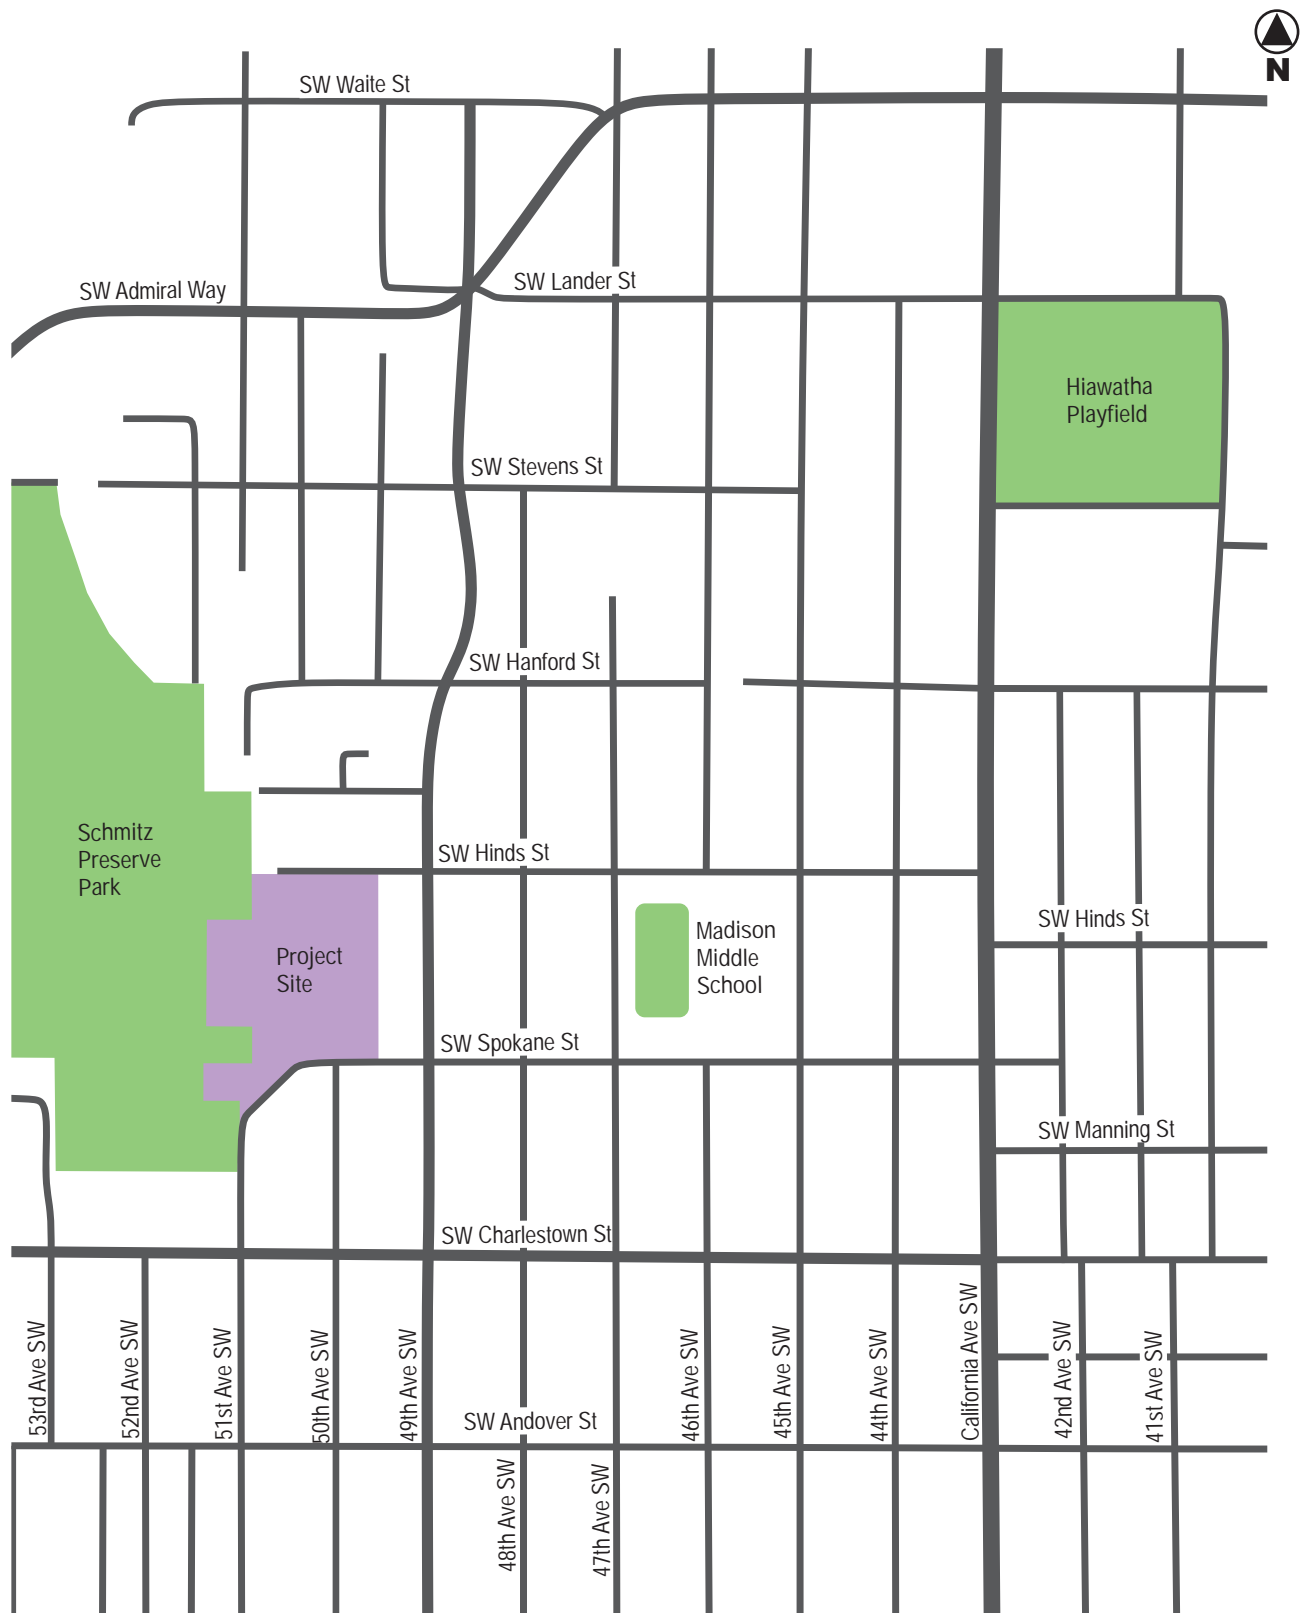 N
SW Waite St
SW Lander St
SW Admiral Way
Hiawatha
Playfield
SW Stevens St
SW Hanford St
Schmitz
Preserve
Park
SW Hinds St
SW Hinds St
Madison
Middle
School
Project
Site
SW Spokane St
SW Manning St
SW Charlestown St
53rd Ave SW
52nd Ave SW
51st Ave SW
50th Ave SW
49th Ave SW
46th Ave SW
45th Ave SW
44th Ave SW
California Ave SW
42nd Ave SW
41st Ave SW
SW Andover St
48th Ave SW
47th Ave SW